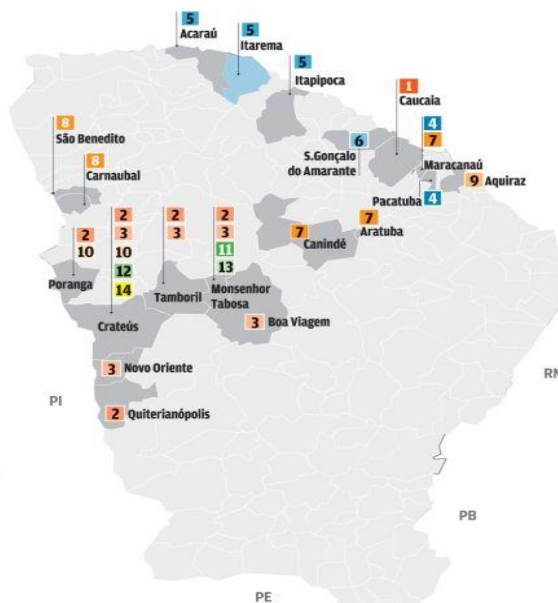 5
Acaraú
5
Itarema
5
Itapipoca
1
Caucaia
8
São Benedito
8
Carnaubal
6
S.Gonçalo
do Amarante
4
7
Maracanaú
9 Aquiraz
Pacatuba
4
2
10
Poranga
2
3
10
12
14
Crateús
2
3
Tamboril
2
3
11
13
Monsenhor
Tabosa
7
Canindé
7
Aratuba
3 Boa Viagem
3 Novo Oriente
2 Quiterianópolis
PI
RN
PB
PE